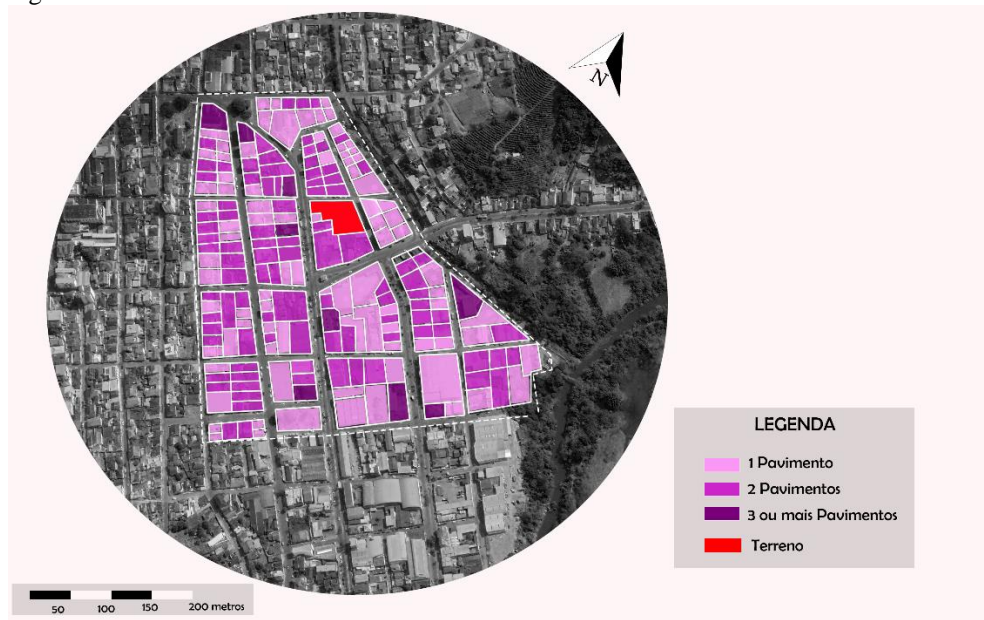 N
LEGENDA
1 Pavimento
2 Pavimentos
3 ou mais Pavimentos
Terreno
50 100 150 200 metros